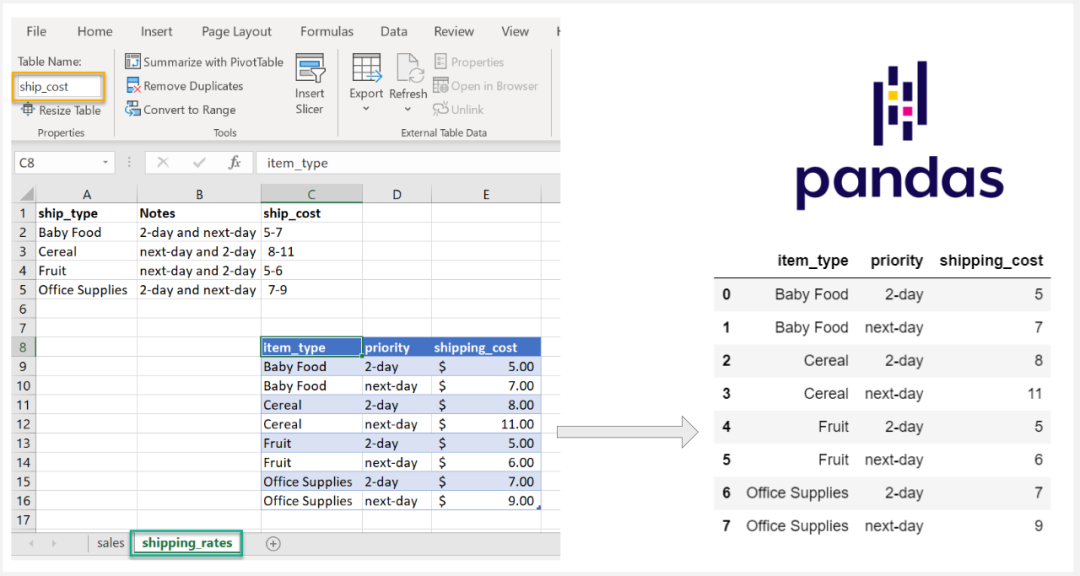 File Home Insert Page Layout Formulas Data Review View
Table Name:
ship_cost
Resize Table
Properties
Summarize with PivotTable
Remove Duplicates
Convert to Range
Tools
Insert
Slicer
Export Refresh
Properties
Open in Browser
Unlink
External Table Data
C8 fx item_type
A B C D E
1 ship_type Notes ship_cost
2 Baby Food 2-day and next-day 5-7
3 Cereal next-day and 2-day 8-11
4 Fruit next-day and 2-day 5-6
5 Office Supplies 2-day and next-day 7-9
6
7
8 item_type priority shipping_cost
9 Baby Food 2-day $ 5.00
10 Baby Food next-day $ 7.00
11 Cereal 2-day $ 8.00
12 Cereal next-day $ 11.00
13 Fruit 2-day $ 5.00
14 Fruit next-day $ 6.00
15 Office Supplies 2-day $ 7.00
16 Office Supplies next-day $ 9.00
17
sales shipping_rates
pandas
item_type priority shipping_cost
0 Baby Food 2-day 5
1 Baby Food next-day 7
2 Cereal 2-day 8
3 Cereal next-day 11
4 Fruit 2-day 5
5 Fruit next-day 6
6 Office Supplies 2-day 7
7 Office Supplies next-day 9